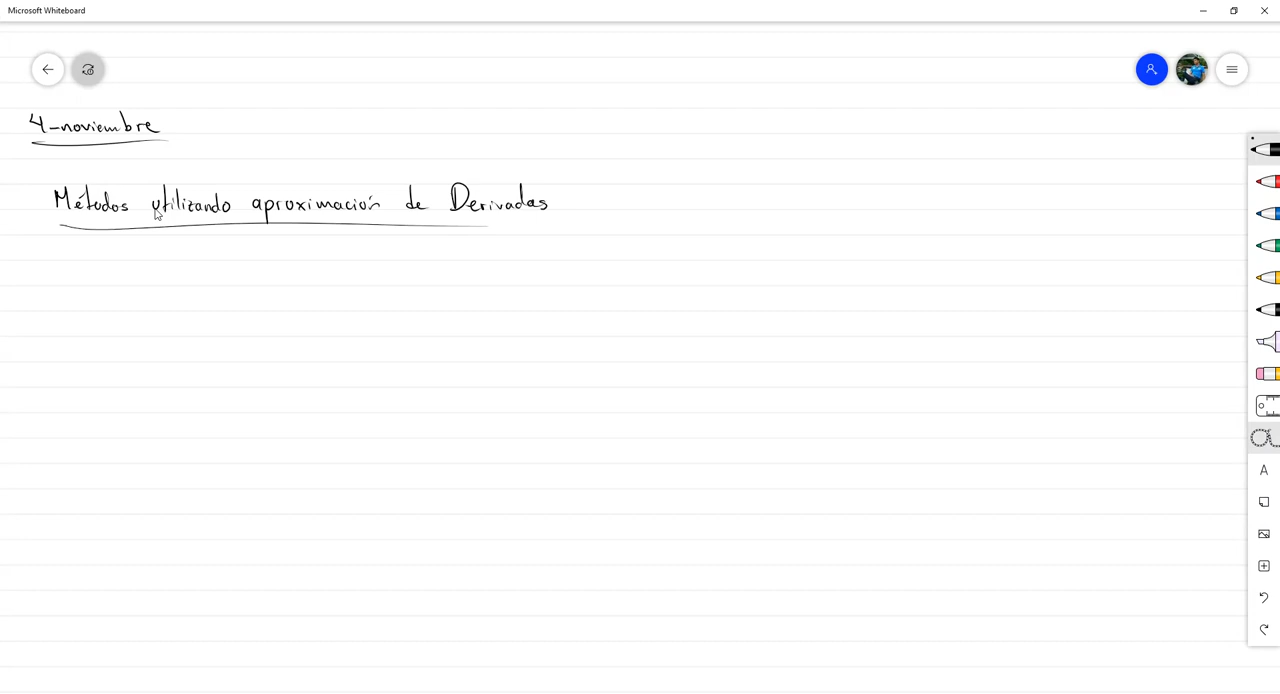 Microsoft Whiteboard
4-noviembre
Métodos utilizando aproximación de Derivadas
A